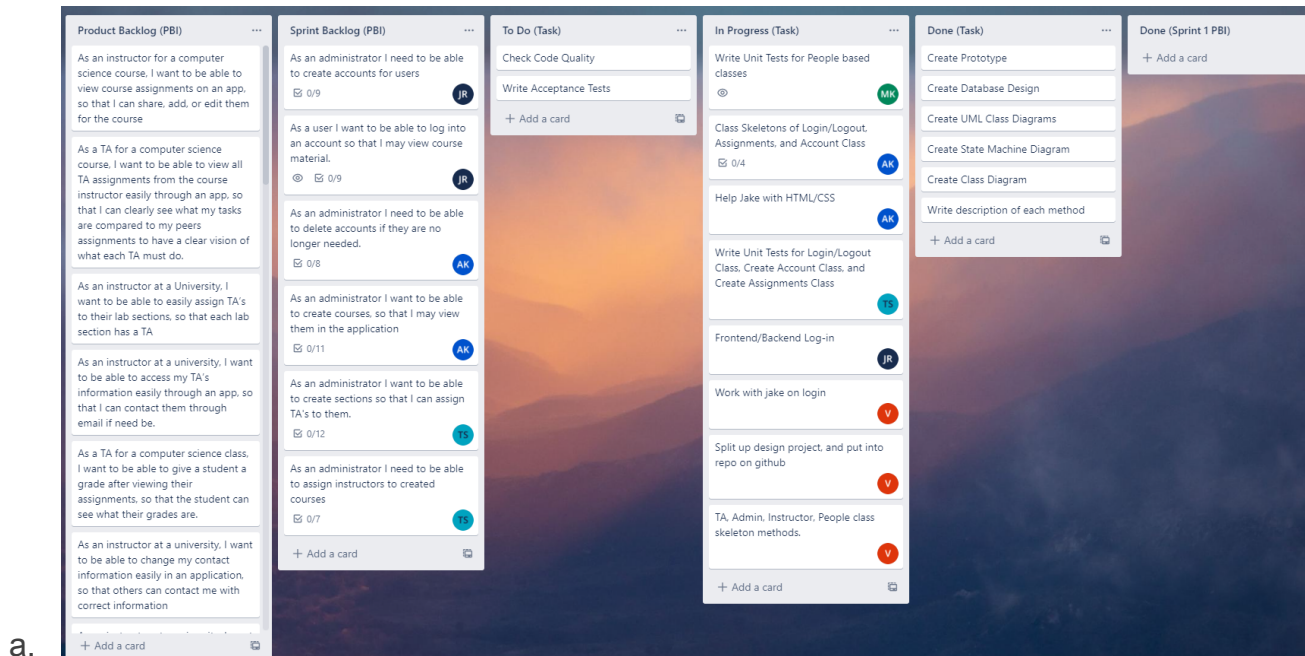 Product Backlog (PBI)
As an instructor for a computer
science course, I want to be able to
view course assignments on an app,
so that I can share, add, or edit them
for the course
As a TA for a computer science
course, I want to be able to view all
TA assignments from the course
instructor easily through an app, so
that I can clearly see what my tasks
are compared to my peers
assignments to have a clear vision of
what each TA must do.
As an instructor at a University, I
want to be able to easily assign TA's
to their lab sections, so that each lab
section has a TA
As an instructor at a university, I want
to be able to access my TA's
information easily through an app, so
that I can contact them through
email if need be.
As a TA for a computer science class,
I want to be able to give a student a
grade after viewing their
assignments, so that the student can
see what their grades are.
As an instructor at a university, I want
to be able to change my contact
information easily in an application,
so that others can contact me with
correct information
+ Add a card
Sprint Backlog (PBI)
As an administrator I need to be able
to create accounts for users
0/9
JR
As a user I want to be able to log into
an account so that I may view course
material.
0/9
JR
As an administrator I need to be able
to delete accounts if they are no
longer needed.
0/8
AK
As an administrator I want to be able
to create courses, so that I may view
them in the application
0/11
AK
As an administrator I want to be able
to create sections so that I can assign
TA's to them.
0/12
TS
As an administrator I need to be able
to assign instructors to created
courses
0/7
TS
+ Add a card
To Do (Task)
Check Code Quality
Write Acceptance Tests
+ Add a card
In Progress (Task)
Write Unit Tests for People based
classes
MK
Class Skeletons of Login/Logout,
Assignments, and Account Class
0/4
AK
Help Jake with HTML/CSS
AK
Write Unit Tests for Login/Logout
Class, Create Account Class, and
Create Assignments Class
TS
Frontend/Backend Log-in
JR
Work with jake on login
V
Split up design project, and put into
repo on github
V
TA, Admin, Instructor, People class
skeleton methods.
V
+ Add a card
Done (Task)
Create Prototype
Create Database Design
Create UML Class Diagrams
Create State Machine Diagram
Create Class Diagram
Write description of each method
+ Add a card
Done (Sprint 1 PBI)
+ Add a card
a.